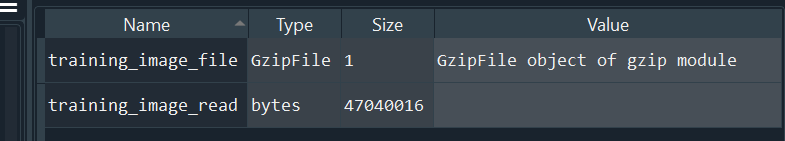 Name Type Size Value
training_image_file GzipFile 1 GzipFile object of gzip module
training_image_read bytes 47040016